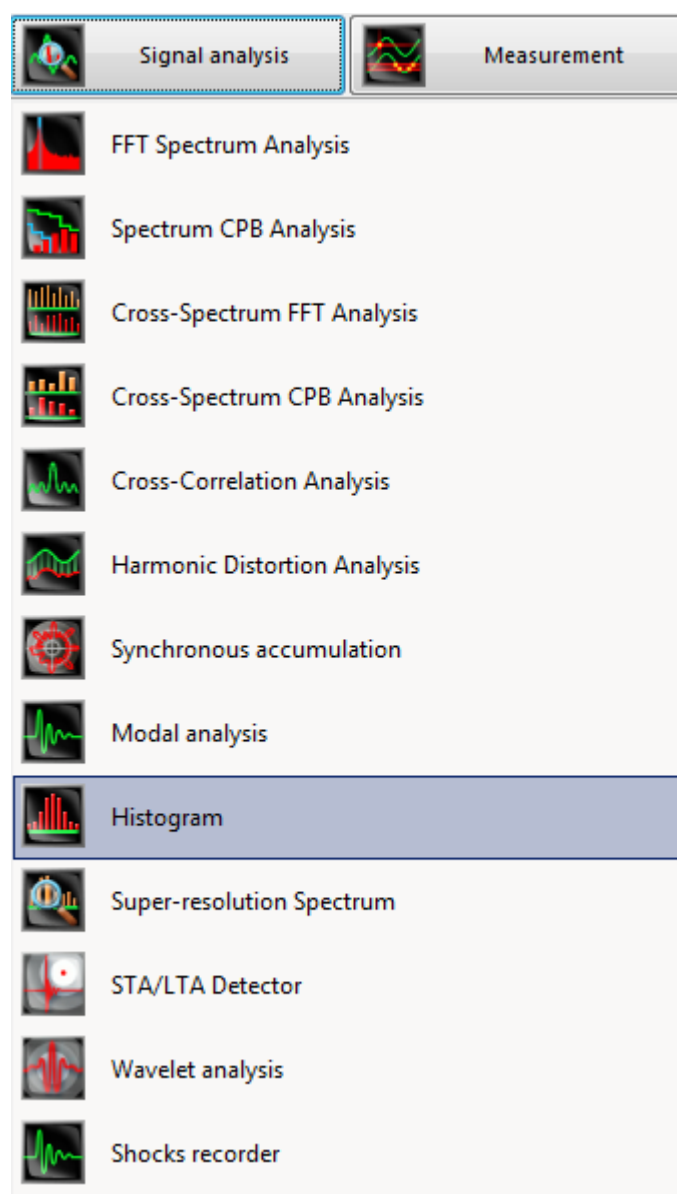 Signal analysis
Measurement
FFT Spectrum Analysis
Spectrum CPB Analysis
Cross-Spectrum FFT Analysis
Cross-Spectrum CPB Analysis
Cross-Correlation Analysis
Harmonic Distortion Analysis
Synchronous accumulation
Modal analysis
Histogram
Super-resolution Spectrum
STA/LTA Detector
Wavelet analysis
Shocks recorder